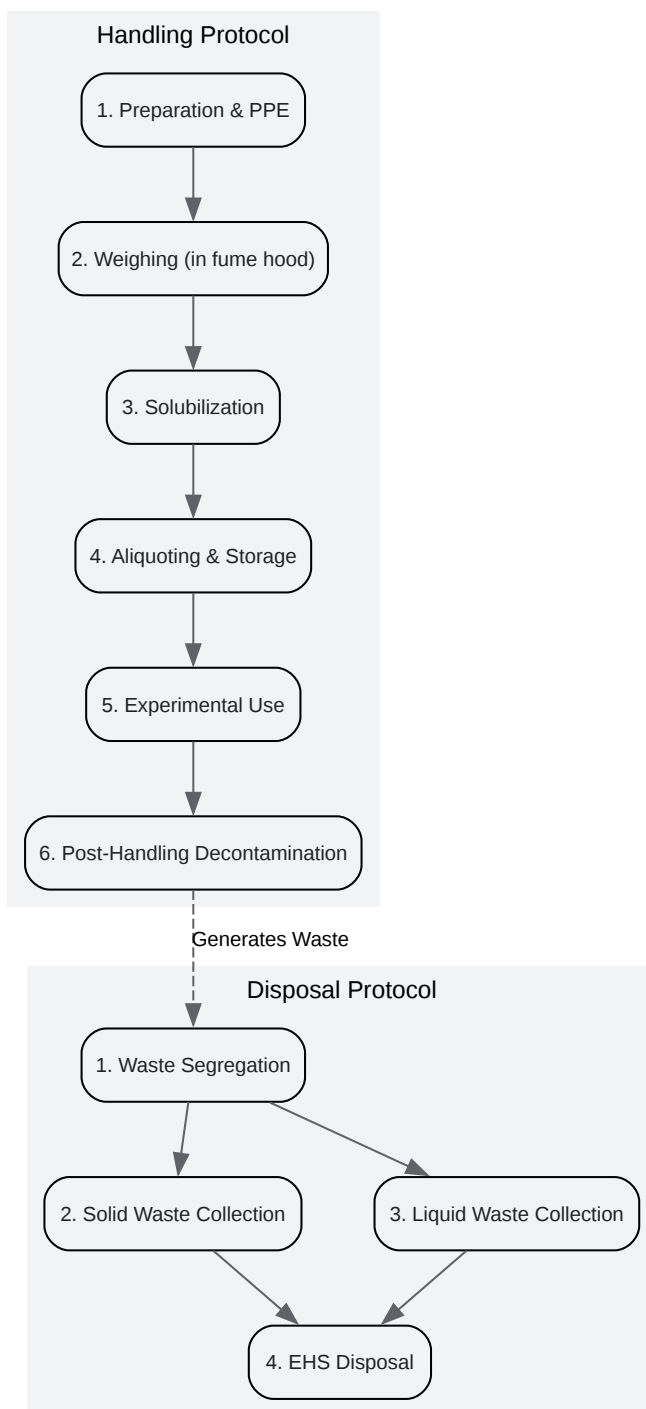 Handling Protocol
1. Preparation & PPE
2. Weighing (in fume hood)
3. Solubilization
4. Aliquoting & Storage
5. Experimental Use
6. Post-Handling Decontamination
Generates Waste
Disposal Protocol
1. Waste Segregation
2. Solid Waste Collection
3. Liquid Waste Collection
4. EHS Disposal